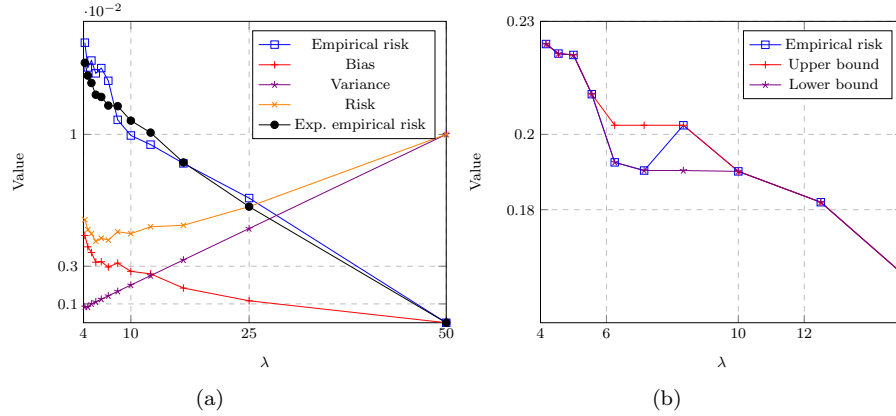 ·10⁻²
Empirical risk
Bias
Variance
Risk
Exp. empirical risk
1
0.3
0.1
Value
4
10
25
50
λ
(a)
0.23
0.2
0.18
Value
Empirical risk
Upper bound
Lower bound
4
6
10
12
λ
(b)